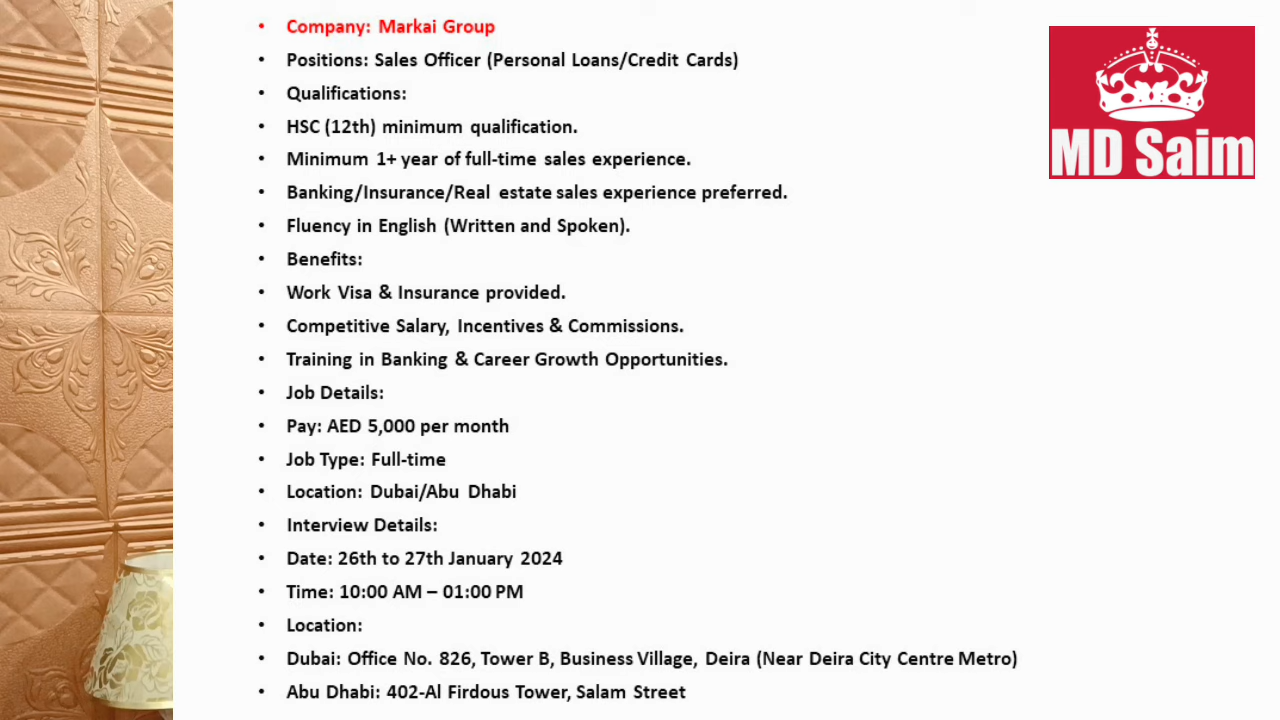 • Company: Markai Group
• Positions: Sales Officer (Personal Loans/Credit Cards)
• Qualifications:
• HSC (12th) minimum qualification.
• Minimum 1+ year of full-time sales experience.
• Banking/Insurance/Real estate sales experience preferred.
• Fluency in English (Written and Spoken).
• Benefits:
• Work Visa & Insurance provided.
• Competitive Salary, Incentives & Commissions.
• Training in Banking & Career Growth Opportunities.
• Job Details:
• Pay: AED 5,000 per month
• Job Type: Full-time
• Location: Dubai/Abu Dhabi
• Interview Details:
• Date: 26th to 27th January 2024
• Time: 10:00 AM – 01:00 PM
• Location:
• Dubai: Office No. 826, Tower B, Business Village, Deira (Near Deira City Centre Metro)
• Abu Dhabi: 402-Al Firdous Tower, Salam Street
MD Saim